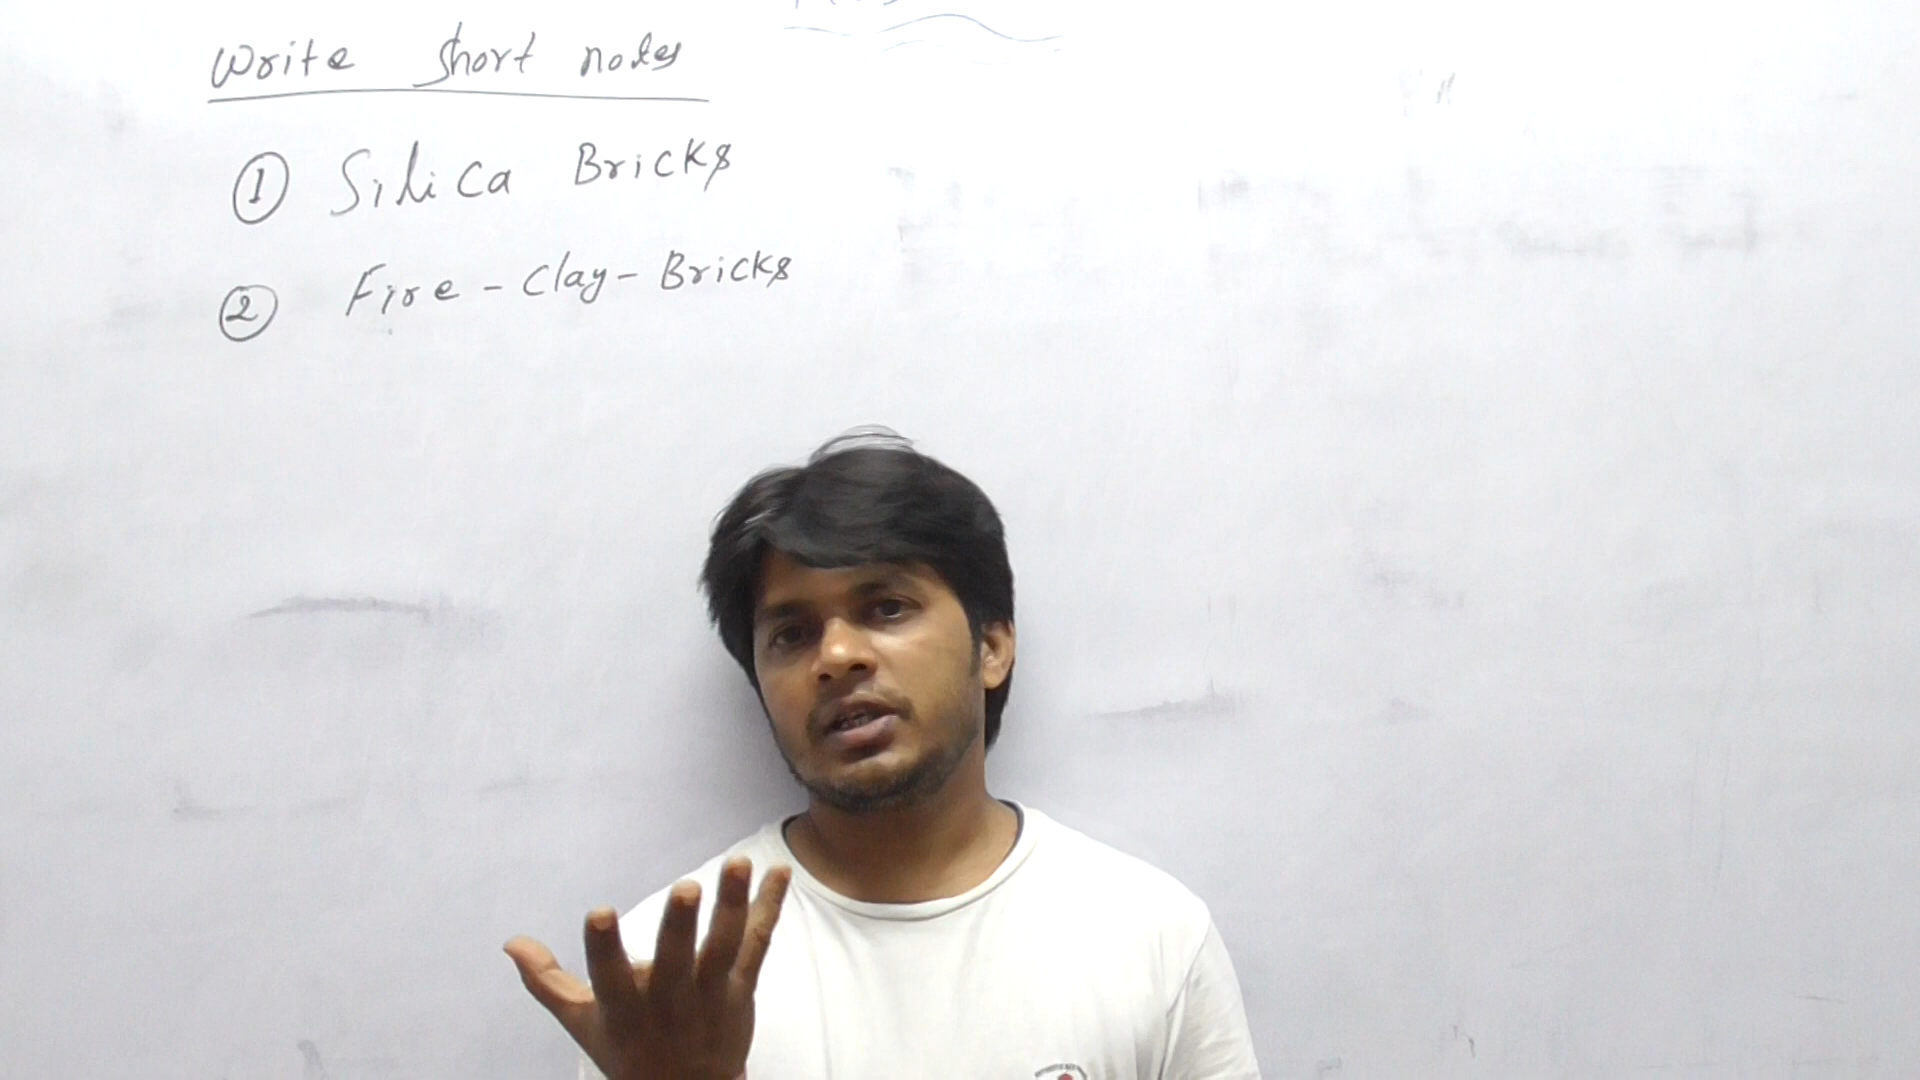 Write short notes
① Silica Bricks
② Fire-Clay-Bricks